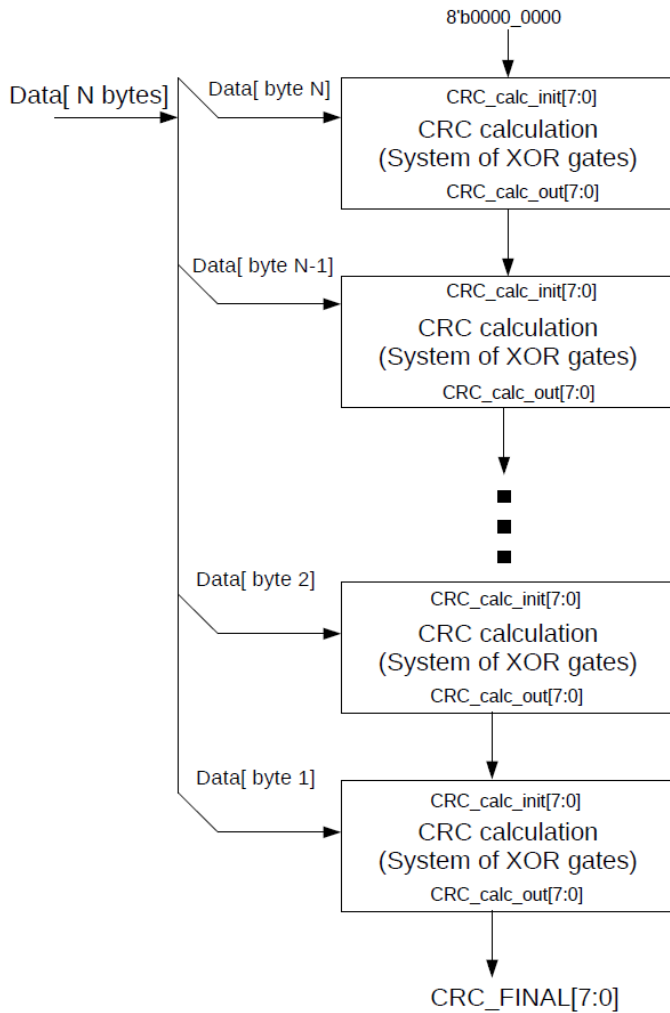 8'b0000_0000
Data[ N bytes]
Data[ byte N]
CRC_calc_init[7:0]
CRC calculation
(System of XOR gates)
CRC_calc_out[7:0]
Data[ byte N-1]
CRC_calc_init[7:0]
CRC calculation
(System of XOR gates)
CRC_calc_out[7:0]
Data[ byte 2]
CRC_calc_init[7:0]
CRC calculation
(System of XOR gates)
CRC_calc_out[7:0]
Data[ byte 1]
CRC_calc_init[7:0]
CRC calculation
(System of XOR gates)
CRC_calc_out[7:0]
CRC_FINAL[7:0]